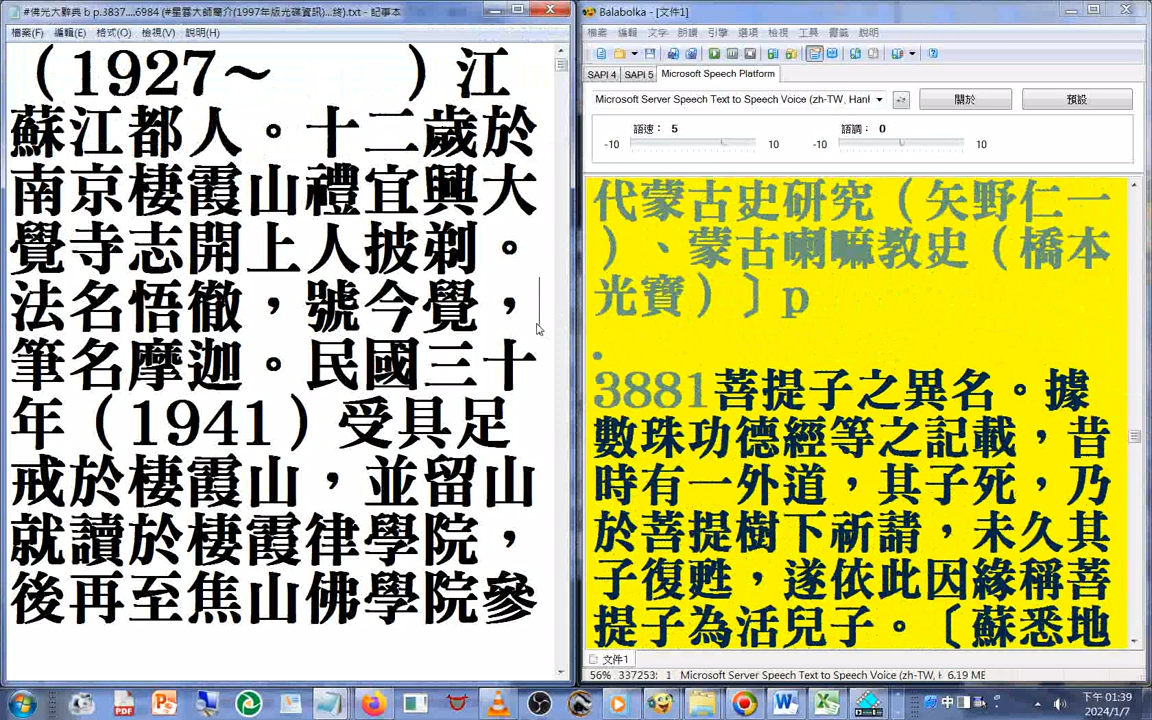 #佛光大辭典 b p.3837....6984 (#星雲大師簡介(1997年版光碟資訊)...終).txt - 記事本
檔案(F) 編輯(E) 格式(O) 檢視(V) 說明(H)
（1927～　　）江
蘇江都人。十二歲於
南京棲霞山禮宜興大
覺寺志開上人披剃。
法名悟徹，號今覺，
筆名摩迦。民國三十
年（1941）受具足
戒於棲霞山，並留山
就讀於棲霞律學院，
後再至焦山佛學院參
Balabolka - [文件1]
檔案 編輯 文字 朗讀 引擎 選項 檢視 工具 書籤 說明
SAPI 4 SAPI 5 Microsoft Speech Platform
Microsoft Server Speech Text to Speech Voice (zh-TW, Hanl 關於 預設
語速： 5 語調： 0
-10 10 -10 10
代蒙古史研究（矢野仁一
）、蒙古喇嘛教史（橋本
光寶）〕p
.
3881菩提子之異名。據
數珠功德經等之記載，昔
時有一外道，其子死，乃
於菩提樹下祈請，未久其
子復甦，遂依此因緣稱菩
提子為活兒子。〔蘇悉地
文件1
56% 337253: 1 Microsoft Speech Text to Speech Voice (zh-TW, H 6.19 ME
中
下午 01:39
2024/1/7